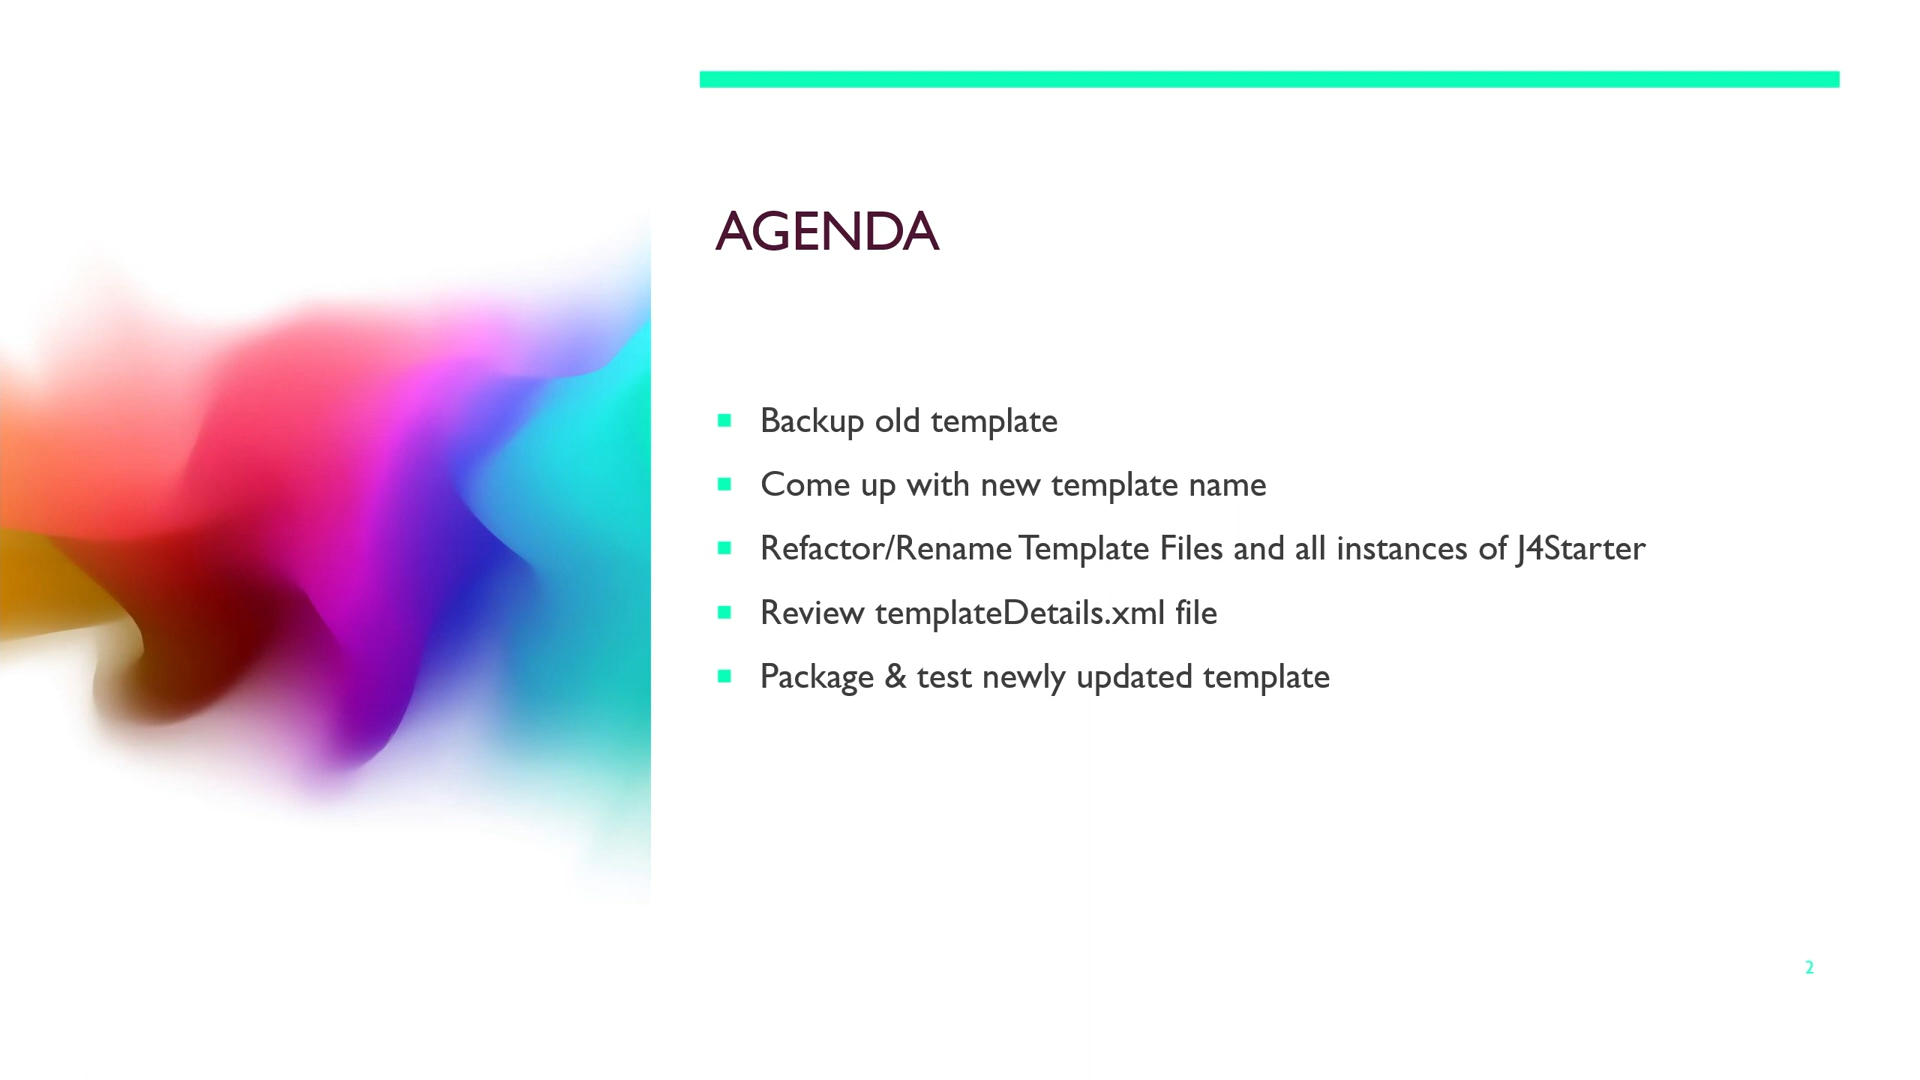 AGENDA
Backup old template
Come up with new template name
Refactor/Rename Template Files and all instances of J4Starter
Review templateDetails.xml file
Package & test newly updated template
2